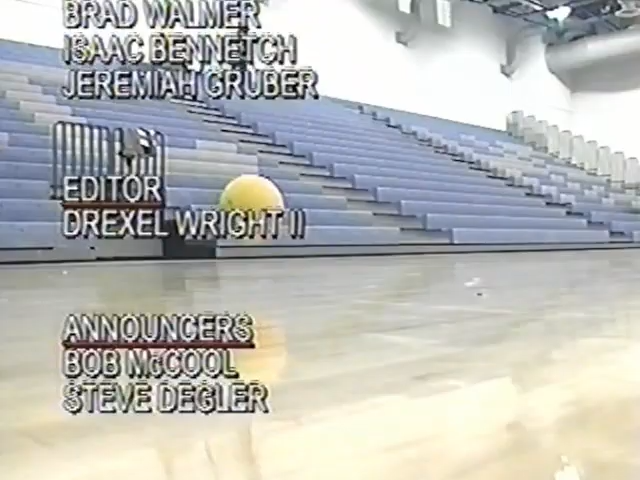 BRAD WALMER
ISAAC BENNETCH
JEREMIAH GRUBER
EDITOR
DREXEL WRIGHT II
ANNOUNCERS
BOB McCOOL
STEVE DEGLER